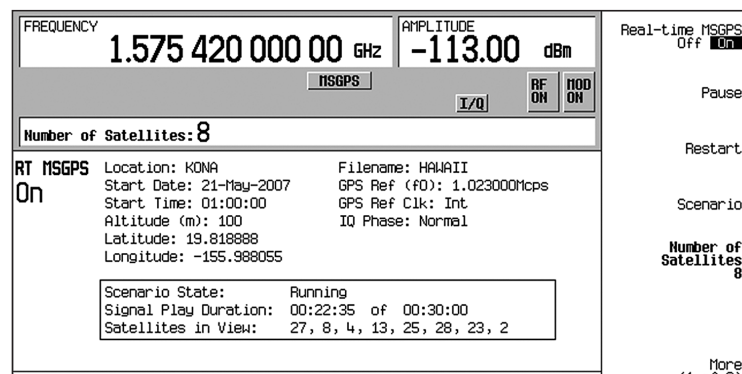 FREQUENCY
1.575 420 000 00 GHz
AMPLITUDE
-113.00 dBm
MSGPS
I/Q
RF ON
MOD ON
Number of Satellites: 8
RT MSGPS
On
Location: KONA
Start Date: 21-May-2007
Start Time: 01:00:00
Altitude (m): 100
Latitude: 19.818888
Longitude: -155.988055
Filename: HAWAII
GPS Ref (f0): 1.023000Mcps
GPS Ref Clk: Int
IQ Phase: Normal
Scenario State: Running
Signal Play Duration: 00:22:35 of 00:30:00
Satellites in View: 27, 8, 4, 13, 25, 28, 23, 2
Real-time MSGPS
Off On
Pause
Restart
Scenario
Number of
Satellites
8
More